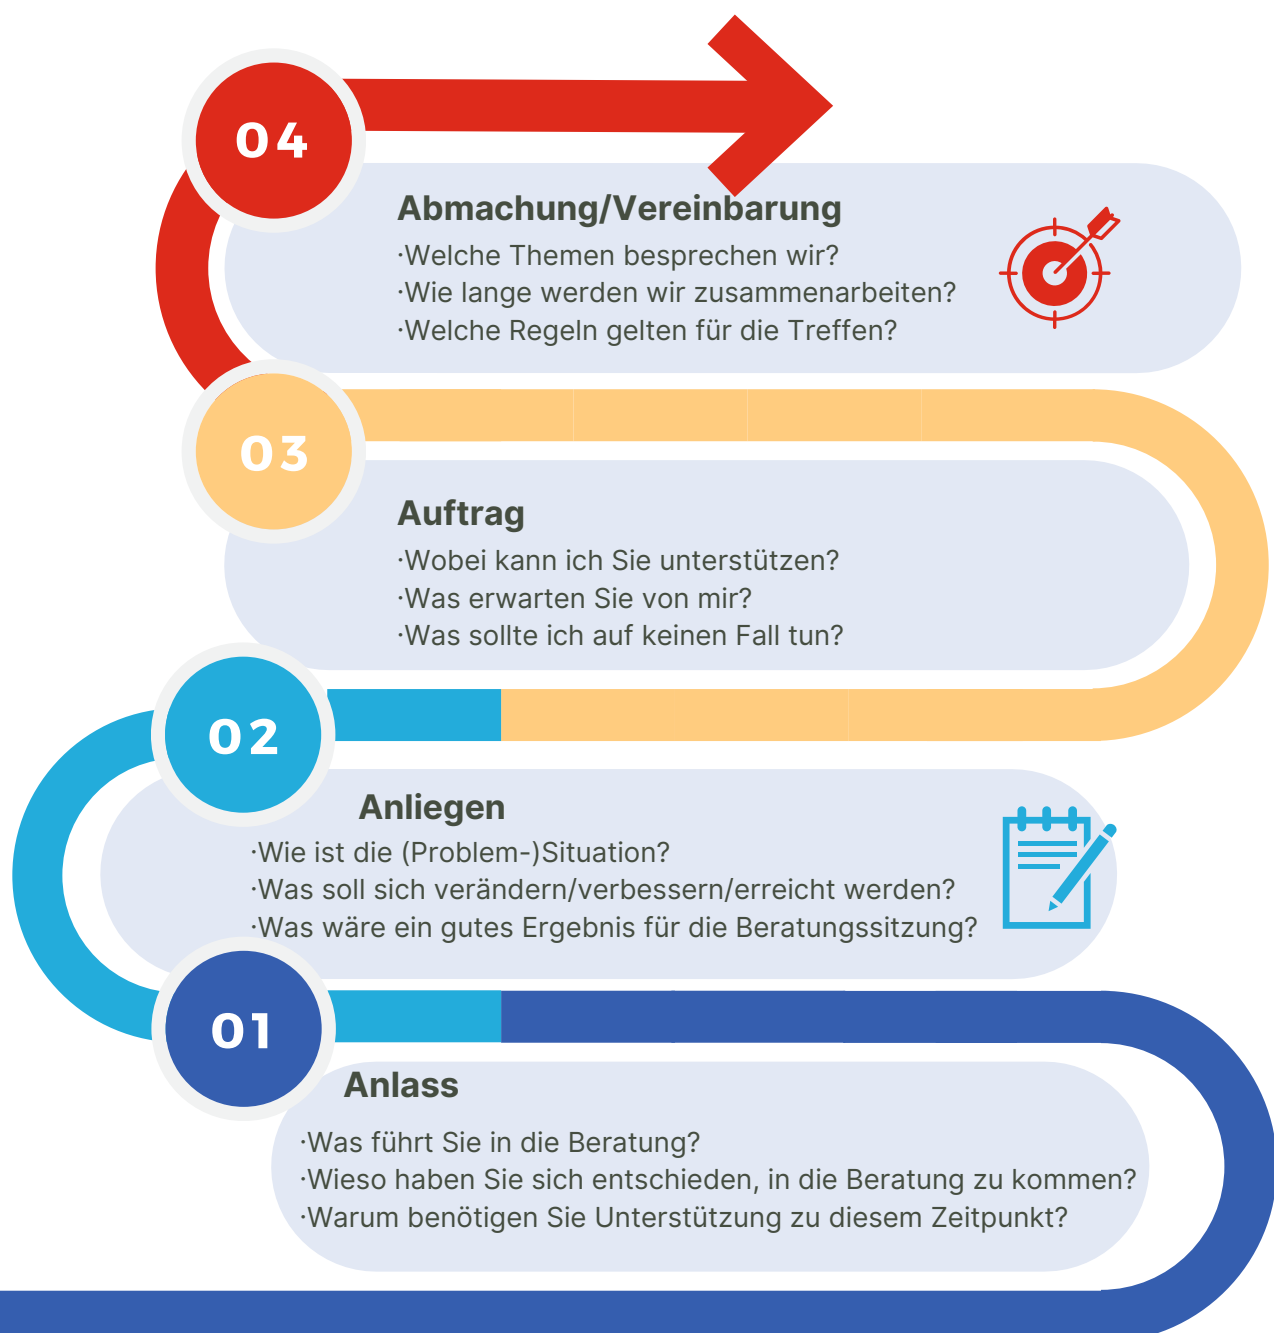 04
Abmachung/Vereinbarung
·Welche Themen besprechen wir?
·Wie lange werden wir zusammenarbeiten?
·Welche Regeln gelten für die Treffen?
03
Auftrag
·Wobei kann ich Sie unterstützen?
·Was erwarten Sie von mir?
·Was sollte ich auf keinen Fall tun?
02
Anliegen
·Wie ist die (Problem-)Situation?
·Was soll sich verändern/verbessern/erreicht werden?
·Was wäre ein gutes Ergebnis für die Beratungssitzung?
01
Anlass
·Was führt Sie in die Beratung?
·Wieso haben Sie sich entschieden, in die Beratung zu kommen?
·Warum benötigen Sie Unterstützung zu diesem Zeitpunkt?